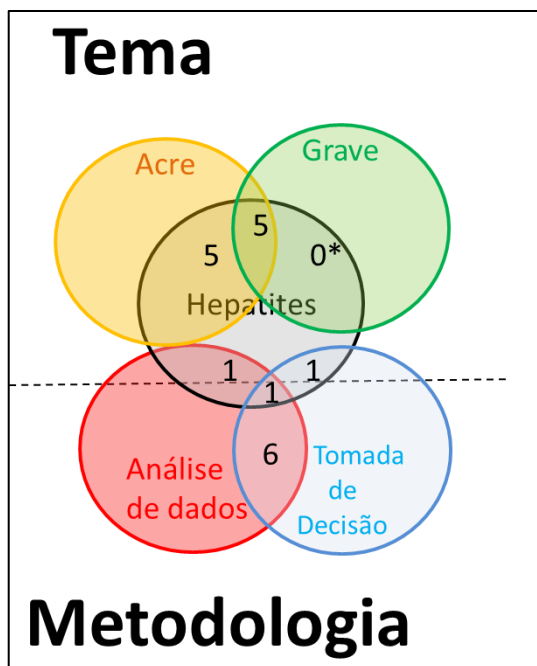 Tema
Acre
Grave
5
5
0*
Hepatites
1
1
1
6
Análise
de dados
Tomada
de
Decisão
Metodologia